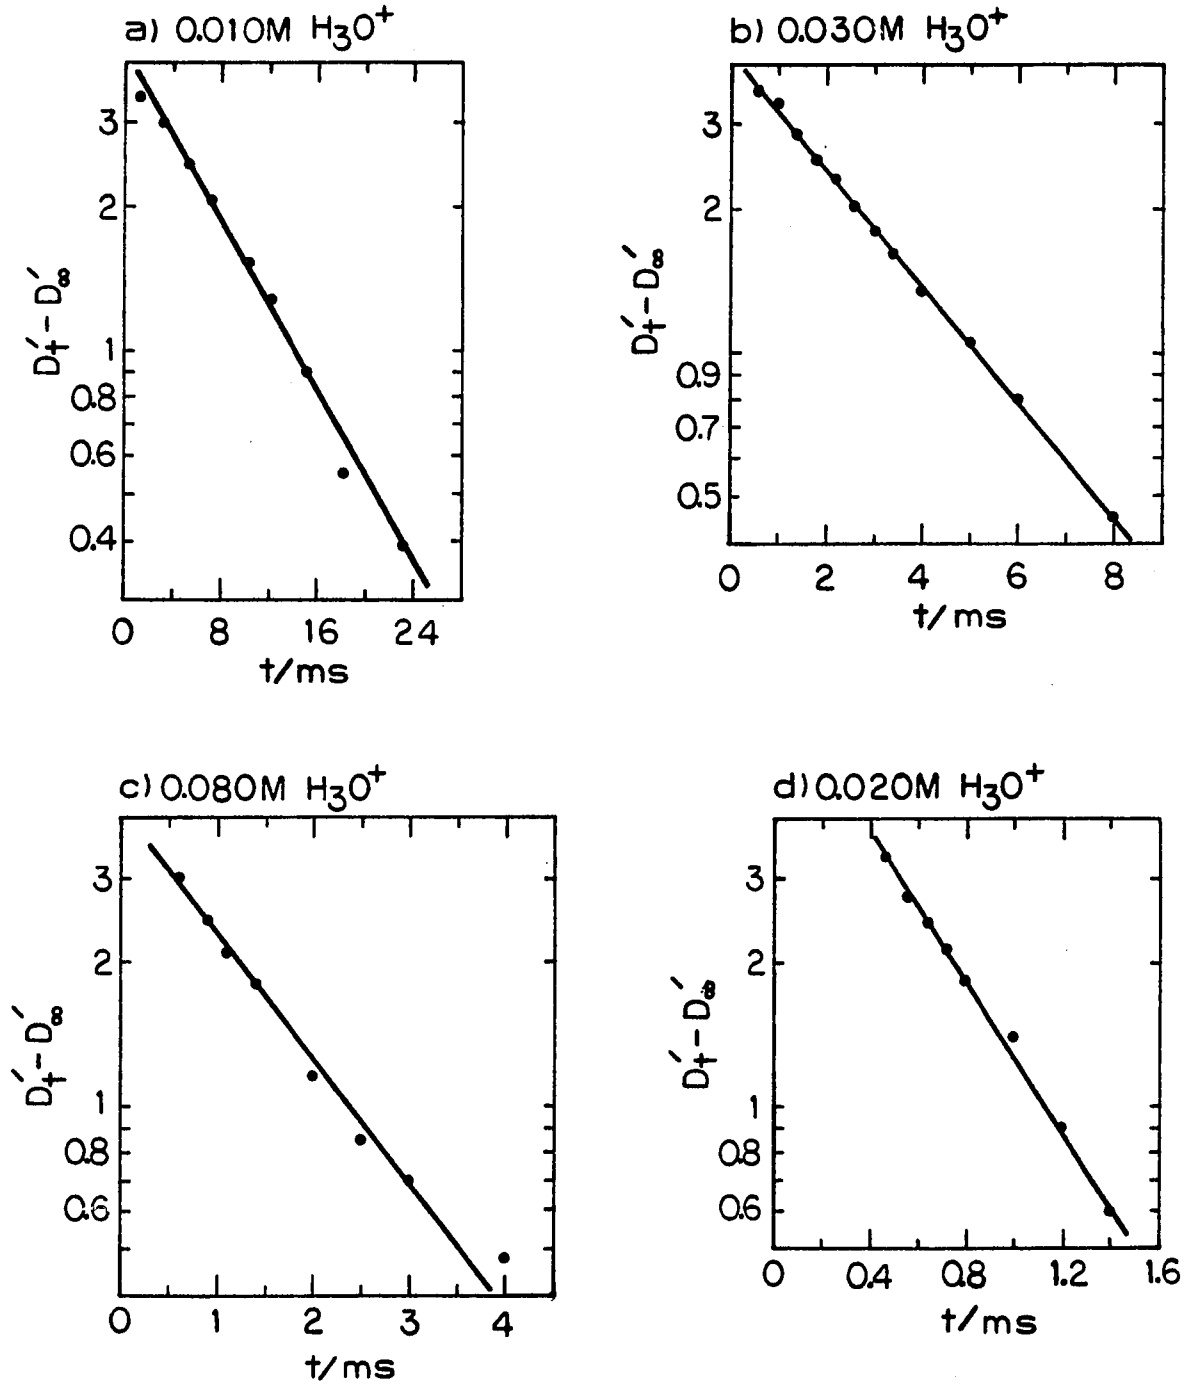 a) 0.010M H₃O⁺
3
2
1
0.8
0.6
0.4
D′t – D′∞
0 8 16 24
t/ms
b) 0.030M H₃O⁺
3
2
0.9
0.7
0.5
D′t – D′∞
0 2 4 6 8
t/ms
c) 0.080M H₃O⁺
3
2
1
0.8
0.6
D′t – D′∞
0 1 2 3 4
t/ms
d) 0.020M H₃O⁺
3
2
1
0.8
0.6
D′t – D′∞
0 0.4 0.8 1.2 1.6
t/ms